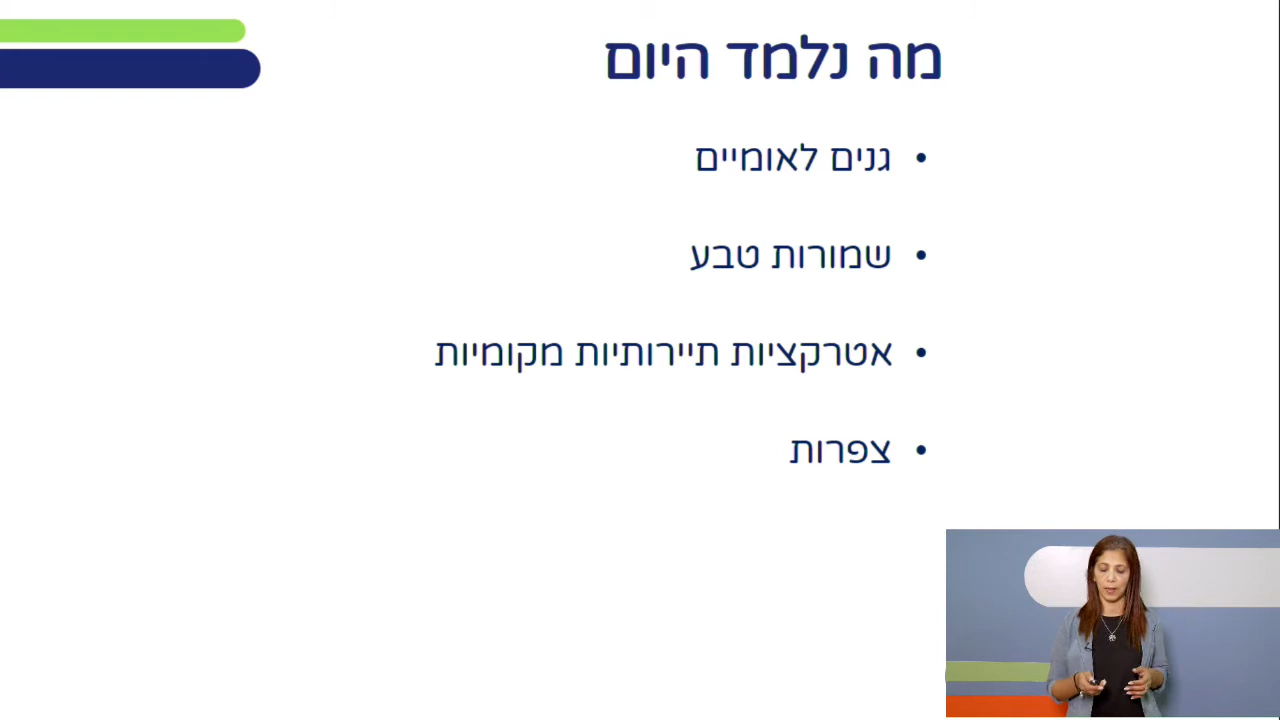 מה נלמד היום
• גנים לאומיים
• שמורות טבע
• אטרקציות תיירותיות מקומיות
• צפרות